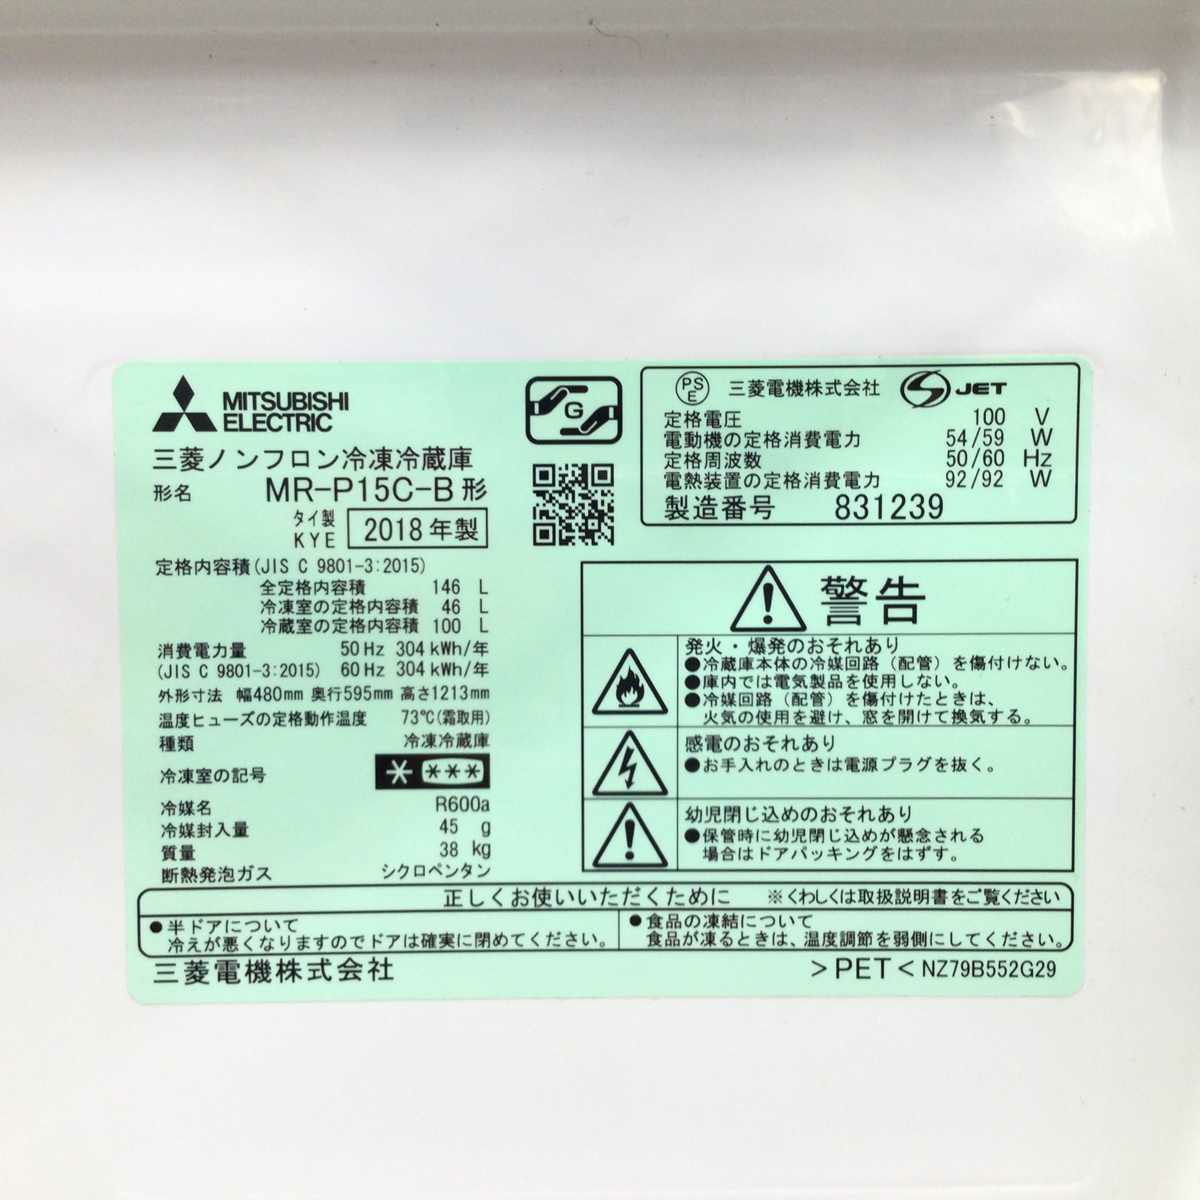 MITSUBISHI
ELECTRIC
三菱ノンフロン冷凍冷蔵庫
形名 MR-P15C-B 形
タイ製
KYE
2018年製
定格内容積(JIS C 9801-3:2015)
全定格内容積 146 L
冷凍室の定格内容積 46 L
冷蔵室の定格内容積 100 L
消費電力量 50Hz 304kWh/年
(JIS C 9801-3:2015) 60Hz 304kWh/年
外形寸法 幅480mm 奥行595mm 高さ1213mm
温度ヒューズの定格動作温度 73℃(霜取用)
種類 冷凍冷蔵庫
冷凍室の記号 * ***
冷媒名 R600a
冷媒封入量 45 g
質量 38 kg
断熱発泡ガス シクロペンタン
G
PS
E
三菱電機株式会社
S JET
定格電圧 100 V
電動機の定格消費電力 54/59 W
定格周波数 50/60 Hz
電熱装置の定格消費電力 92/92 W
製造番号 831239
警告
発火・爆発のおそれあり
●冷蔵庫本体の冷媒回路(配管)を傷付けない。
●庫内では電気製品を使用しない。
●冷媒回路(配管)を傷付けたときは、
火気の使用を避け、窓を開けて換気する。
感電のおそれあり
●お手入れのときは電源プラグを抜く。
幼児閉じ込めのおそれあり
●保管時に幼児閉じ込めが懸念される
場合はドアパッキングをはずす。
正しくお使いいただくために ※くわしくは取扱説明書をご覧ください
●半ドアについて
冷えが悪くなりますのでドアは確実に閉めてください。
●食品の凍結について
食品が凍るときは、温度調節を弱側にしてください。
三菱電機株式会社
>PET< NZ79B552G29